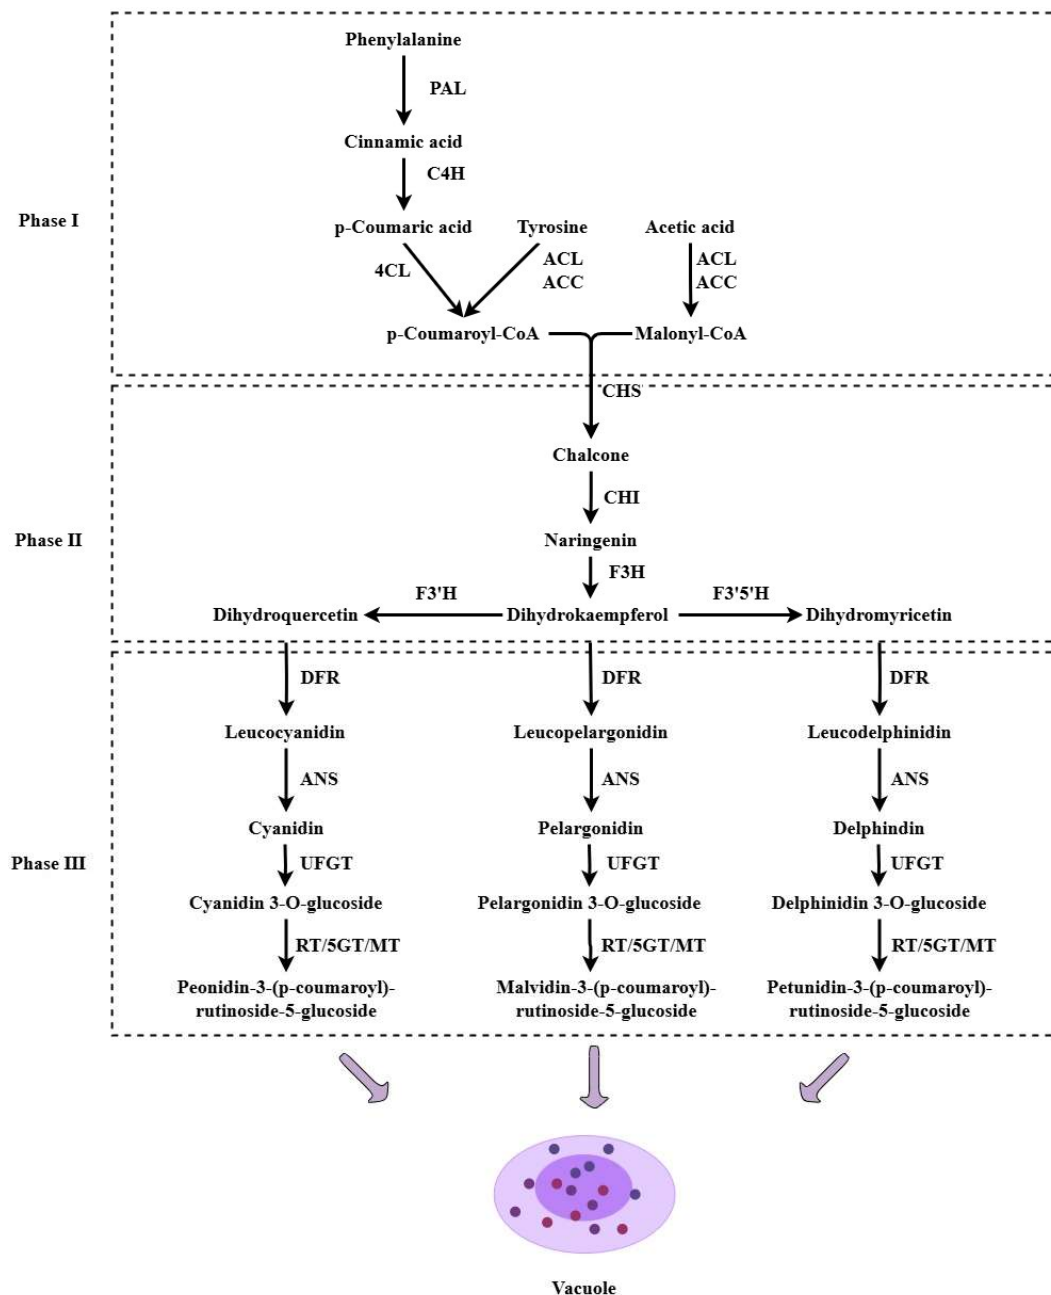 Phenylalanine
PAL
Cinnamic acid
C4H
Phase I
p-Coumaric acid Tyrosine Acetic acid
4CL ACL ACL
ACC ACC
p-Coumaroyl-CoA Malonyl-CoA
CHS
Chalcone
CHI
Phase II
Naringenin
F3H
F3'H F3'5'H
Dihydroquercetin Dihydrokaempferol Dihydromyricetin
DFR DFR DFR
Leucocyanidin Leucopelargonidin Leucodelphinidin
ANS ANS ANS
Cyanidin Pelargonidin Delphindin
Phase III
UFGT UFGT UFGT
Cyanidin 3-O-glucoside Pelargonidin 3-O-glucoside Delphinidin 3-O-glucoside
RT/5GT/MT RT/5GT/MT RT/5GT/MT
Peonidin-3-(p-coumaroyl)- Malvidin-3-(p-coumaroyl)- Petunidin-3-(p-coumaroyl)-
rutinoside-5-glucoside rutinoside-5-glucoside rutinoside-5-glucoside
Vacuole